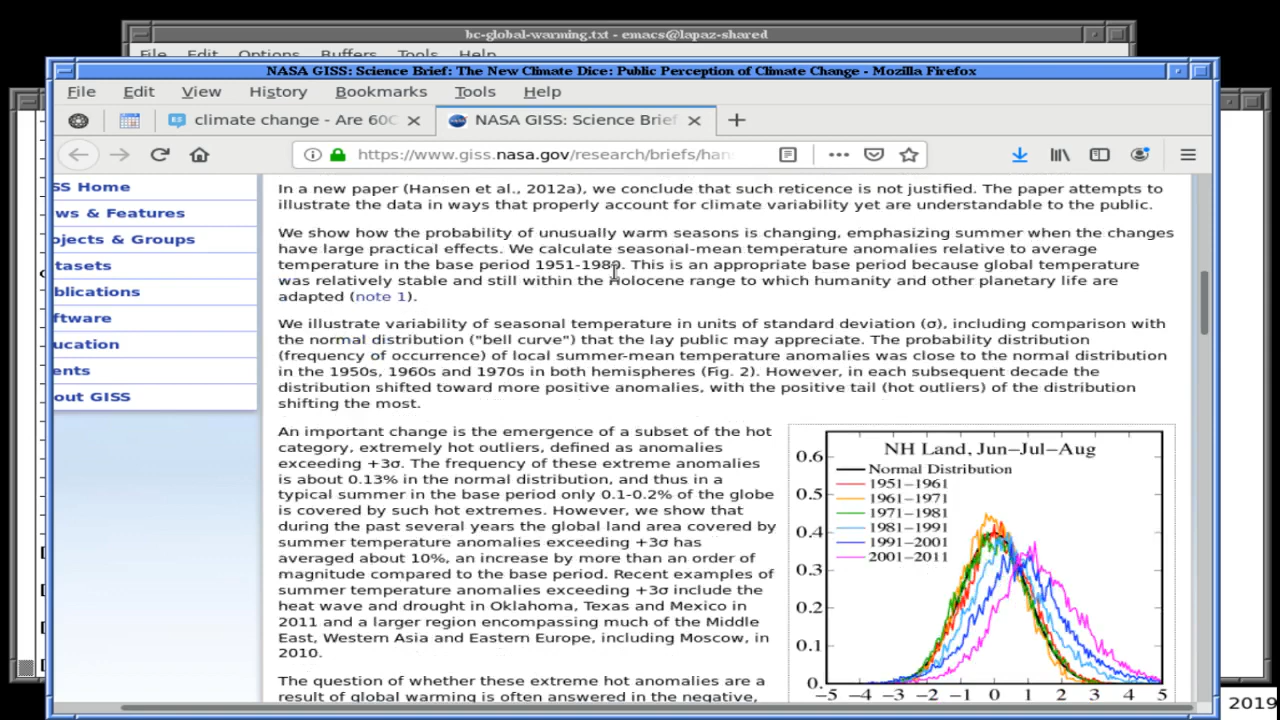 bc-global-warming.txt - emacs@lapaz-shared
File Edit Options Buffers Tools Help
NASA GISS: Science Brief: The New Climate Dice: Public Perception of Climate Change - Mozilla Firefox
File Edit View History Bookmarks Tools Help
climate change - Are 60
NASA GISS: Science Brief
https://www.giss.nasa.gov/research/briefs/han
SS Home
ws & Features
ojects & Groups
tasets
blications
ftware
ucation
ents
out GISS
In a new paper (Hansen et al., 2012a), we conclude that such reticence is not justified. The paper attempts to
illustrate the data in ways that properly account for climate variability yet are understandable to the public.
We show how the probability of unusually warm seasons is changing, emphasizing summer when the changes
have large practical effects. We calculate seasonal-mean temperature anomalies relative to average
temperature in the base period 1951-1980. This is an appropriate base period because global temperature
was relatively stable and still within the Holocene range to which humanity and other planetary life are
adapted (note 1).
We illustrate variability of seasonal temperature in units of standard deviation (σ), including comparison with
the normal distribution ("bell curve") that the lay public may appreciate. The probability distribution
(frequency of occurrence) of local summer-mean temperature anomalies was close to the normal distribution
in the 1950s, 1960s and 1970s in both hemispheres (Fig. 2). However, in each subsequent decade the
distribution shifted toward more positive anomalies, with the positive tail (hot outliers) of the distribution
shifting the most.
An important change is the emergence of a subset of the hot
category, extremely hot outliers, defined as anomalies
exceeding +3σ. The frequency of these extreme anomalies
is about 0.13% in the normal distribution, and thus in a
typical summer in the base period only 0.1-0.2% of the globe
is covered by such hot extremes. However, we show that
during the past several years the global land area covered by
summer temperature anomalies exceeding +3σ has
averaged about 10%, an increase by more than an order of
magnitude compared to the base period. Recent examples of
summer temperature anomalies exceeding +3σ include the
heat wave and drought in Oklahoma, Texas and Mexico in
2011 and a larger region encompassing much of the Middle
East, Western Asia and Eastern Europe, including Moscow, in
2010.
The question of whether these extreme hot anomalies are a
result of global warming is often answered in the negative,
NH Land, Jun-Jul-Aug
Normal Distribution
1951-1961
1961-1971
1971-1981
1981-1991
1991-2001
2001-2011
0.6
0.5
0.4
0.3
0.2
0.1
0.
-5 -4 -3 -2 -1 0 1 2 3 4 5
2019